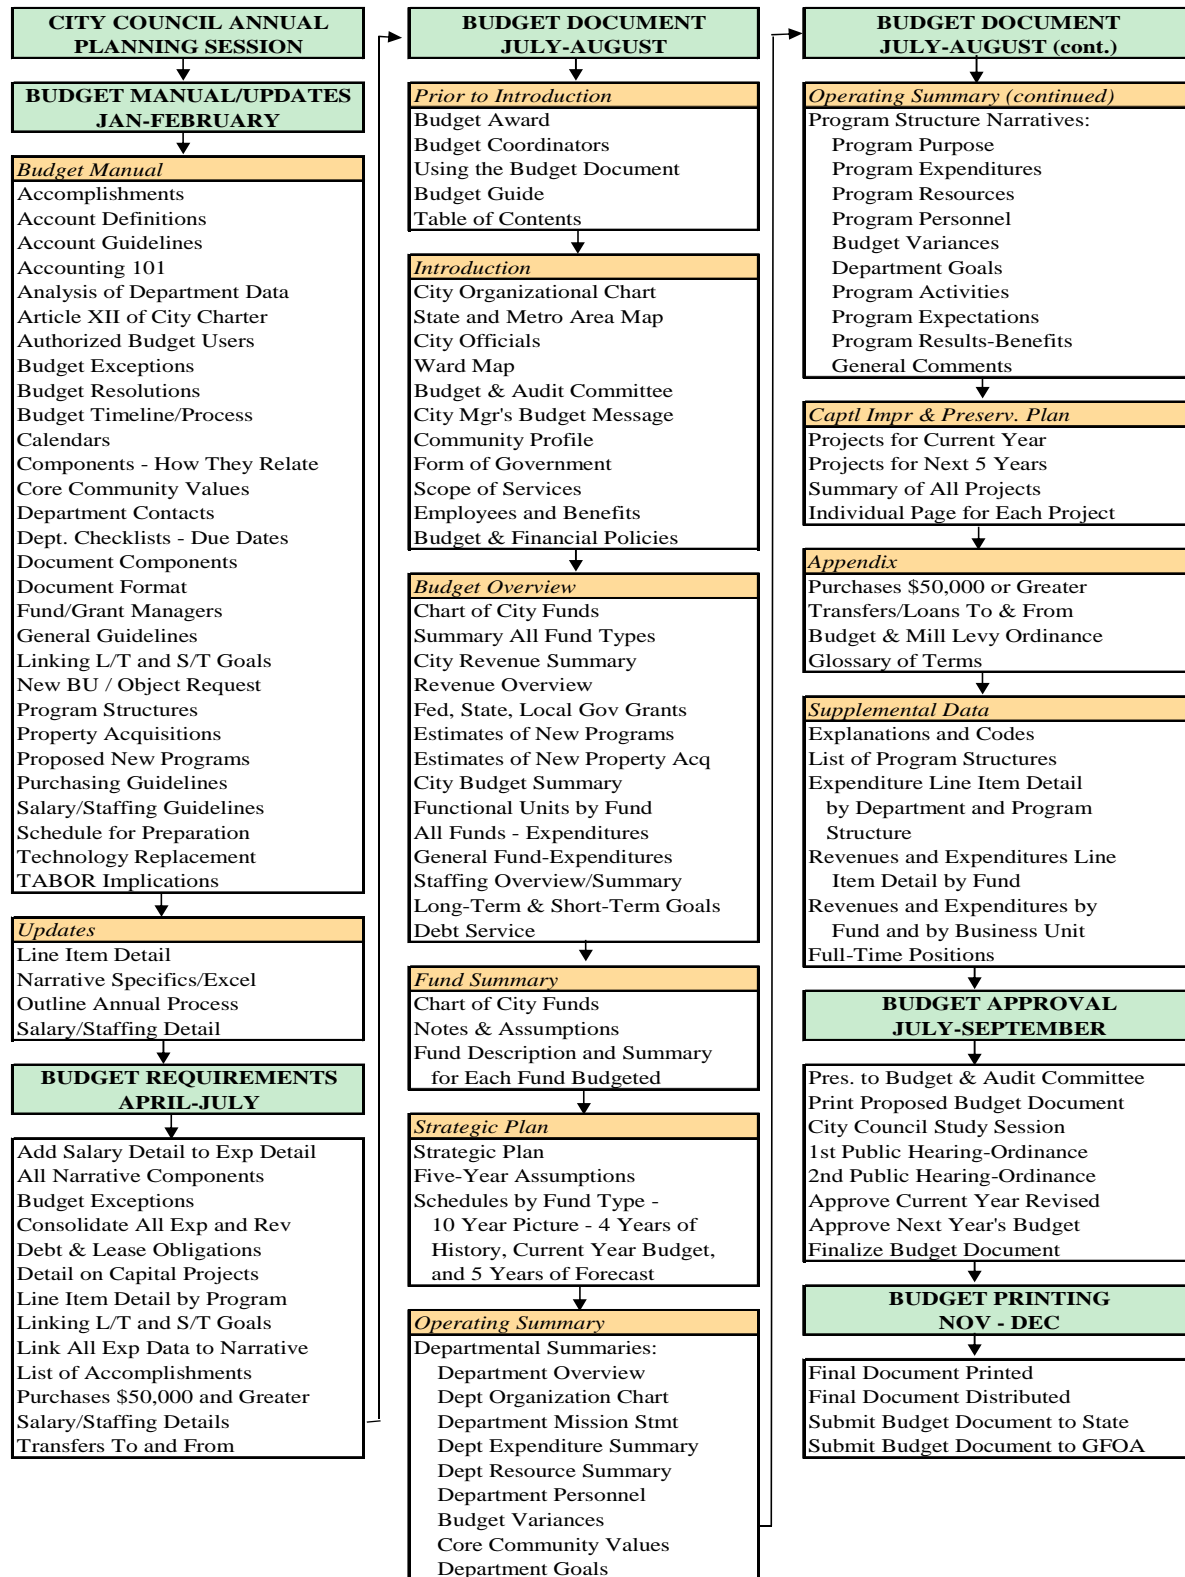 CITY COUNCIL ANNUAL
PLANNING SESSION
BUDGET MANUAL/UPDATES
JAN-FEBRUARY
Budget Manual
Accomplishments
Account Definitions
Account Guidelines
Accounting 101
Analysis of Department Data
Article XII of City Charter
Authorized Budget Users
Budget Exceptions
Budget Resolutions
Budget Timeline/Process
Calendars
Components - How They Relate
Core Community Values
Department Contacts
Dept. Checklists - Due Dates
Document Components
Document Format
Fund/Grant Managers
General Guidelines
Linking L/T and S/T Goals
New BU / Object Request
Program Structures
Property Acquisitions
Proposed New Programs
Purchasing Guidelines
Salary/Staffing Guidelines
Schedule for Preparation
Technology Replacement
TABOR Implications
Updates
Line Item Detail
Narrative Specifics/Excel
Outline Annual Process
Salary/Staffing Detail
BUDGET REQUIREMENTS
APRIL-JULY
Add Salary Detail to Exp Detail
All Narrative Components
Budget Exceptions
Consolidate All Exp and Rev
Debt & Lease Obligations
Detail on Capital Projects
Line Item Detail by Program
Linking L/T and S/T Goals
Link All Exp Data to Narrative
List of Accomplishments
Purchases $50,000 and Greater
Salary/Staffing Details
Transfers To and From
BUDGET DOCUMENT
JULY-AUGUST
Prior to Introduction
Budget Award
Budget Coordinators
Using the Budget Document
Budget Guide
Table of Contents
Introduction
City Organizational Chart
State and Metro Area Map
City Officials
Ward Map
Budget & Audit Committee
City Mgr's Budget Message
Community Profile
Form of Government
Scope of Services
Employees and Benefits
Budget & Financial Policies
Budget Overview
Chart of City Funds
Summary All Fund Types
City Revenue Summary
Revenue Overview
Fed, State, Local Gov Grants
Estimates of New Programs
Estimates of New Property Acq
City Budget Summary
Functional Units by Fund
All Funds - Expenditures
General Fund-Expenditures
Staffing Overview/Summary
Long-Term & Short-Term Goals
Debt Service
Fund Summary
Chart of City Funds
Notes & Assumptions
Fund Description and Summary
for Each Fund Budgeted
Strategic Plan
Strategic Plan
Five-Year Assumptions
Schedules by Fund Type -
10 Year Picture - 4 Years of
History, Current Year Budget,
and 5 Years of Forecast
Operating Summary
Departmental Summaries:
Department Overview
Dept Organization Chart
Department Mission Stmt
Dept Expenditure Summary
Dept Resource Summary
Department Personnel
Budget Variances
Core Community Values
Department Goals
BUDGET DOCUMENT
JULY-AUGUST (cont.)
Operating Summary (continued)
Program Structure Narratives:
Program Purpose
Program Expenditures
Program Resources
Program Personnel
Budget Variances
Department Goals
Program Activities
Program Expectations
Program Results-Benefits
General Comments
Captl Impr & Preserv. Plan
Projects for Current Year
Projects for Next 5 Years
Summary of All Projects
Individual Page for Each Project
Appendix
Purchases $50,000 or Greater
Transfers/Loans To & From
Budget & Mill Levy Ordinance
Glossary of Terms
Supplemental Data
Explanations and Codes
List of Program Structures
Expenditure Line Item Detail
by Department and Program
Structure
Revenues and Expenditures Line
Item Detail by Fund
Revenues and Expenditures by
Fund and by Business Unit
Full-Time Positions
BUDGET APPROVAL
JULY-SEPTEMBER
Pres. to Budget & Audit Committee
Print Proposed Budget Document
City Council Study Session
1st Public Hearing-Ordinance
2nd Public Hearing-Ordinance
Approve Current Year Revised
Approve Next Year's Budget
Finalize Budget Document
BUDGET PRINTING
NOV - DEC
Final Document Printed
Final Document Distributed
Submit Budget Document to State
Submit Budget Document to GFOA